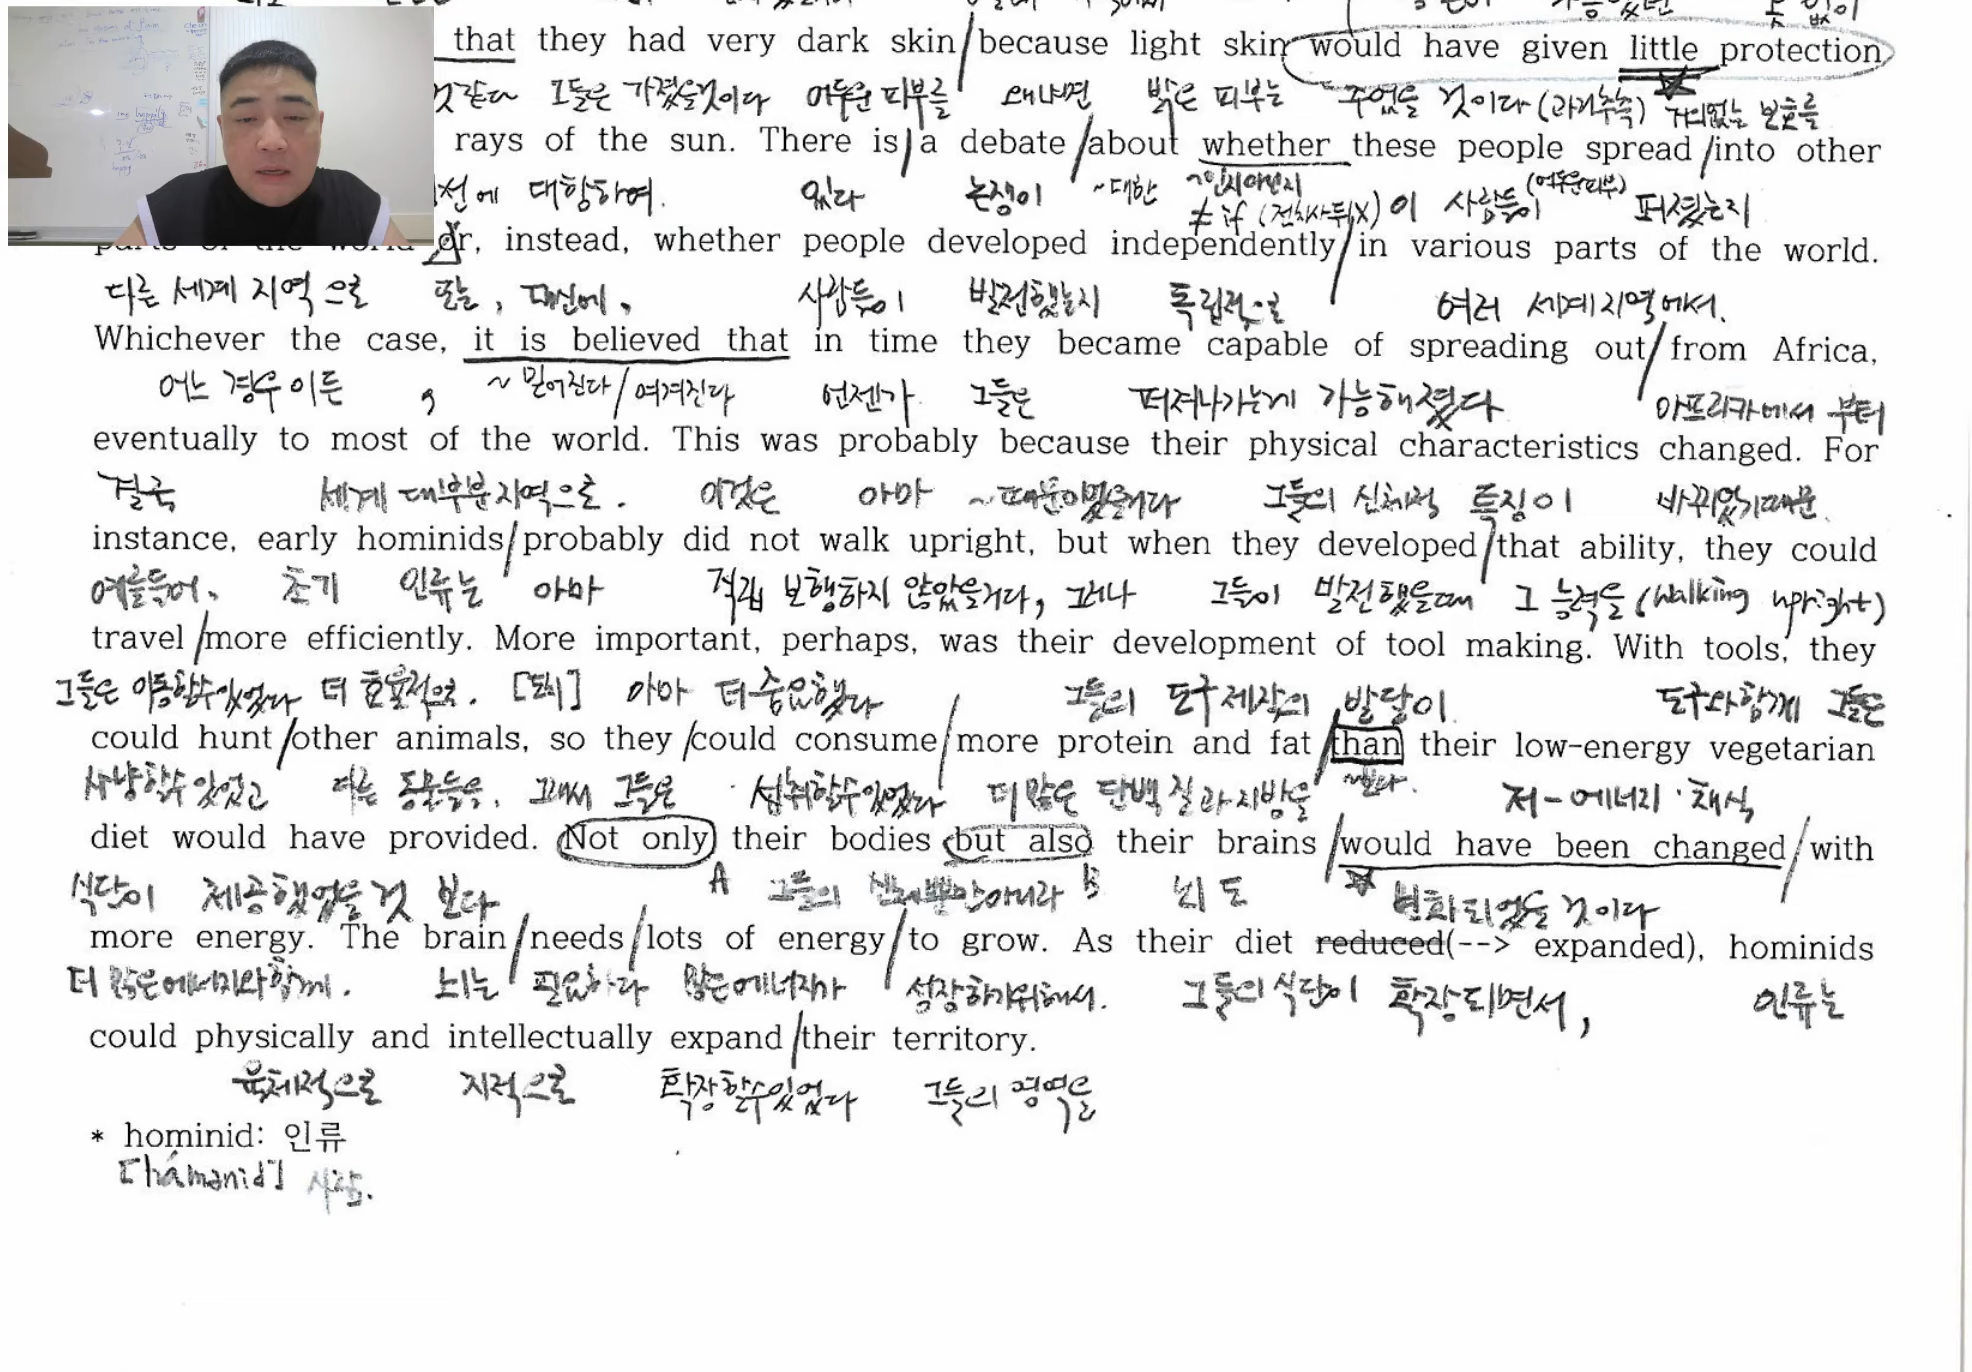 that they had very dark skin/because light skin would have given little protection
그들은 가졌을것이다 어두운 피부를 왜냐면 밝은 피부는 주었을 것이다 (과거추측) 거의없는 보호를
rays of the sun. There is/a debate/about whether these people spread/into other
선에 대항하여. 있다 논쟁이 ~대한 ~인지아닌지 ≠ if (전치사 뒤 X) 이 사람들이 (어두운피부) 퍼졌는지
parts of the world or, instead, whether people developed independently/in various parts of the world.
다른 세계 지역으로 또는, 대신에, 사람들이 발전했는지 독립적으로 여러 세계지역에서.
Whichever the case, it is believed that in time they became capable of spreading out/from Africa,
어느 경우이든, ~믿어진다/여겨진다 언젠가 그들은 퍼져나가는게 가능해졌다 아프리카에서 부터
eventually to most of the world. This was probably because their physical characteristics changed. For
결국 세계 대부분지역으로. 이것은 아마 ~때문이었을거다 그들의 신체적 특징이 바뀌었기때문.
instance, early hominids/probably did not walk upright, but when they developed/that ability, they could
예를들어, 초기 인류는 아마 직립 보행하지 않았을거다, 그러나 그들이 발전했을때 그 능력을 (walking upright)
travel/more efficiently. More important, perhaps, was their development of tool making. With tools, they
그들은 이동할수있었다 더 효율적으로. [도치] 아마 더중요했다 그들의 도구제작의 발달이 도구와함께 그들은
could hunt/other animals, so they/could consume/more protein and fat/than their low-energy vegetarian
사냥할수있었고 다른 동물들을, 그래서 그들은 섭취할수있었다 더 많은 단백질과지방을 ~보다. 저-에너지 채식
diet would have provided. Not only their bodies but also their brains/would have been changed/with
식단이 제공했었을것 보다 A 그들의 신체뿐만아니라 B 뇌도 변화되었을 것이다
more energy. The brain/needs/lots of energy/to grow. As their diet reduced(--> expanded), hominids
더 많은에너지와함께. 뇌는 필요하다 많은에너지가 성장하기위해서. 그들의식단이 확장되면서, 인류는
could physically and intellectually expand/their territory.
육체적으로 지적으로 확장할수있었다 그들의 영역을
* hominid: 인류
[hámənid] 사람.